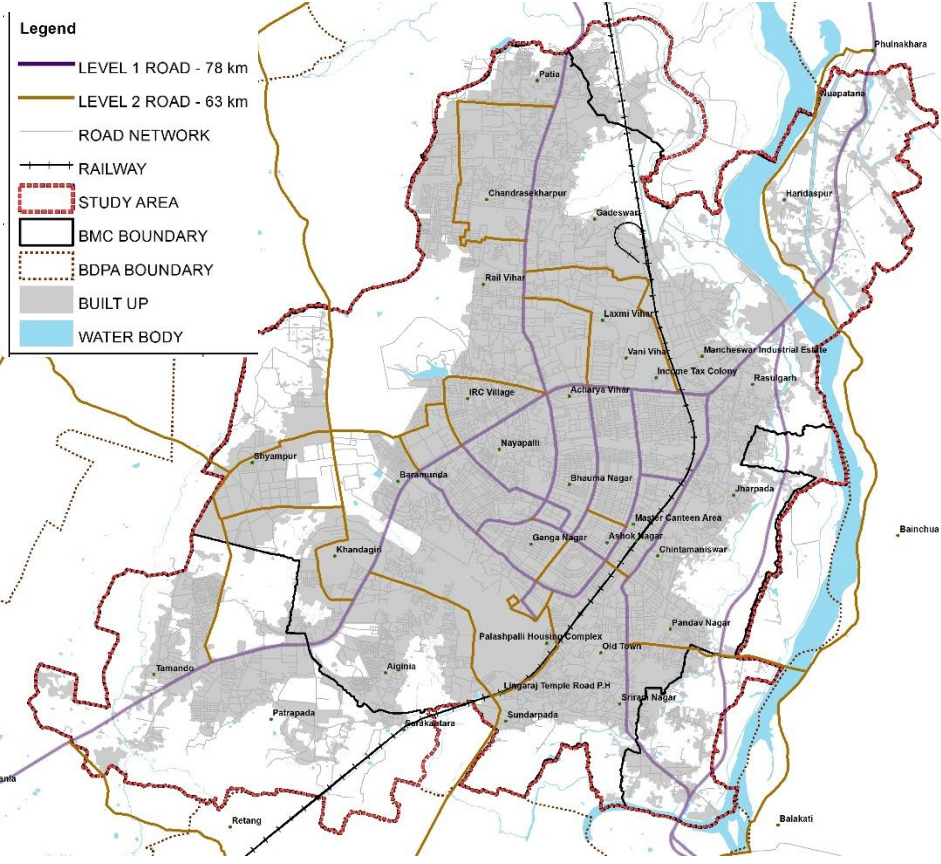 Legend
LEVEL 1 ROAD - 78 km
LEVEL 2 ROAD - 63 km
ROAD NETWORK
RAILWAY
STUDY AREA
BMC BOUNDARY
BDPA BOUNDARY
BUILT UP
WATER BODY
Phulnakhara
Patia
Nuapatana
Chandrasekharpur
Haridaspur
Gadeswar
Rail Vihar
Laxmi Vihar
Vani Vihar
Mancheswar Industrial Estate
Income Tax Colony
Rasulgarh
IRC Village
Acharya Vihar
Nayapalli
Shyampur
Baramunda
Bhauma Nagar
Jharpada
Master Canteen Area
Bainchua
Ganga Nagar
Ashok Nagar
Khandagiri
Chintamaniswar
Pandav Nagar
Palashpalli Housing Complex
Old Town
Tamando
Aiginia
Lingaraj Temple Road P.H
Sriram Nagar
Patrapada
Sundarpada
Sarakantara
ania
Retang
Balakati